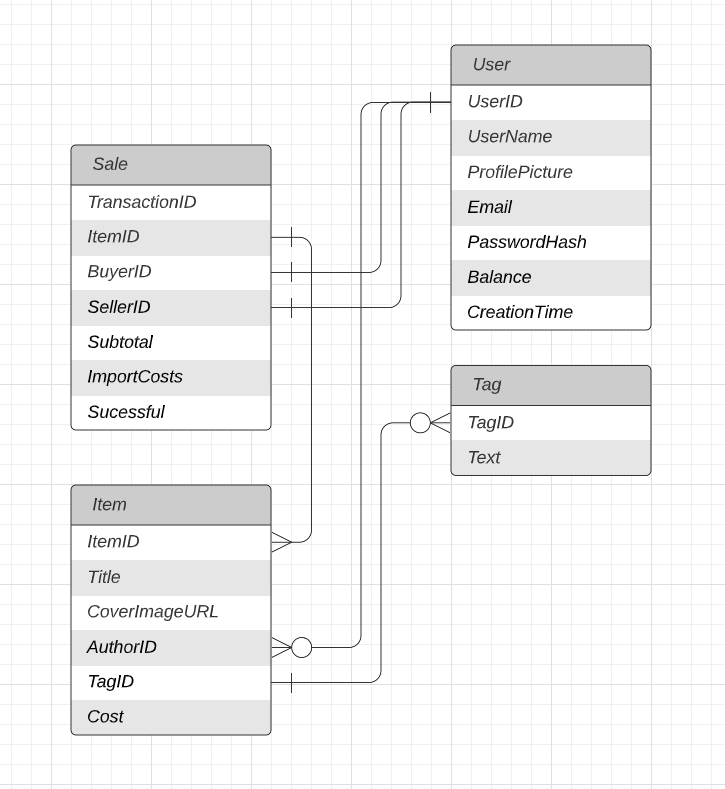 User
UserID
UserName
ProfilePicture
Email
PasswordHash
Balance
CreationTime
Sale
TransactionID
ItemID
BuyerID
SellerID
Subtotal
ImportCosts
Sucessful
Tag
TagID
Text
Item
ItemID
Title
CoverImageURL
AuthorID
TagID
Cost